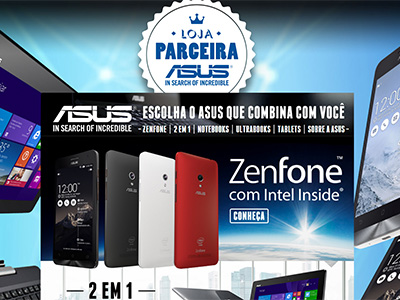 • LOJA •
PARCEIRA
ASUS
IN SEARCH OF INCREDIBLE
ASUS
IN SEARCH OF INCREDIBLE
ESCOLHA O ASUS QUE COMBINA COM VOCÊ
- ZENFONE | 2 EM 1 | NOTEBOOKS | ULTRABOOKS | TABLETS | SOBRE A ASUS -
Zenfone™
com Intel Inside®
CONHEÇA
2 EM 1